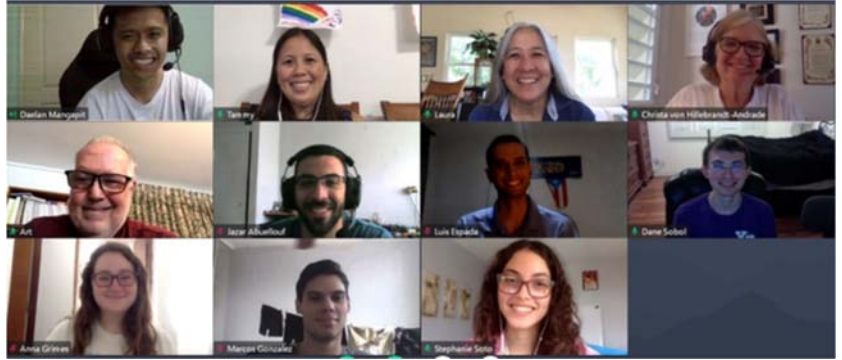 Daelan Mangapit
Tammy
Laura
Christa von Hillebrandt-Andrade
Art
Jazar Abuellouf
Luis Espada
Dane Sobol
Anna Grimes
Marcos Gonzalez
Stephanie Soto